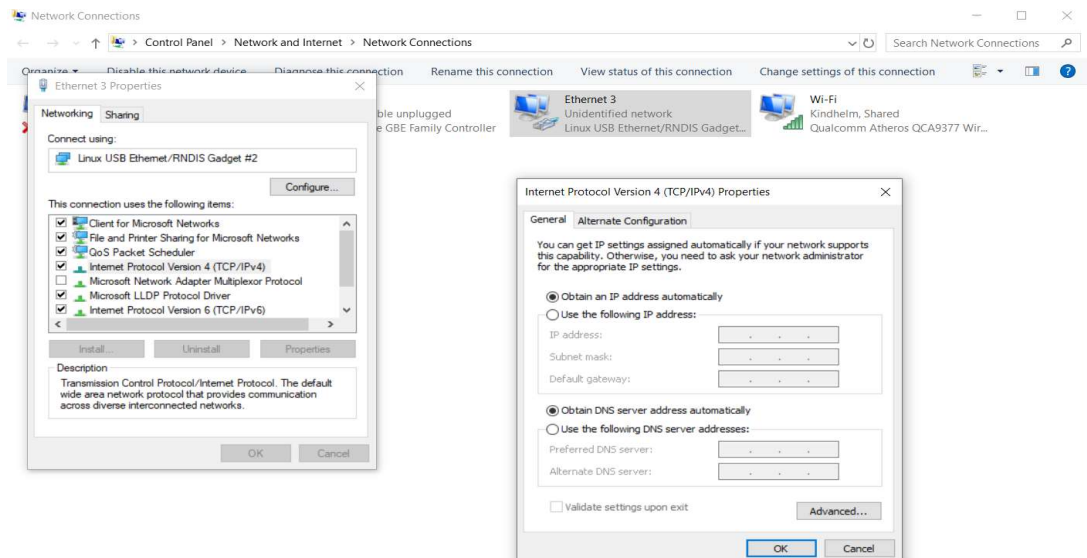 Network Connections
Control Panel > Network and Internet > Network Connections
Search Network Connections
Organize Disable this network device Diagnose this connection Rename this connection View status of this connection Change settings of this connection
Ethernet 3 Properties
Networking Sharing
Connect using:
Linux USB Ethernet/RNDIS Gadget #2
Configure...
This connection uses the following items:
Client for Microsoft Networks
File and Printer Sharing for Microsoft Networks
QoS Packet Scheduler
Internet Protocol Version 4 (TCP/IPv4)
Microsoft Network Adapter Multiplexor Protocol
Microsoft LLDP Protocol Driver
Internet Protocol Version 6 (TCP/IPv6)
Install... Uninstall Properties
Description
Transmission Control Protocol/Internet Protocol. The default
wide area network protocol that provides communication
across diverse interconnected networks.
OK Cancel
ble unplugged
e GBE Family Controller
Ethernet 3
Unidentified network
Linux USB Ethernet/RNDIS Gadget...
Wi-Fi
Kindhelm, Shared
Qualcomm Atheros QCA9377 Wir...
Internet Protocol Version 4 (TCP/IPv4) Properties
General Alternate Configuration
You can get IP settings assigned automatically if your network supports
this capability. Otherwise, you need to ask your network administrator
for the appropriate IP settings.
Obtain an IP address automatically
Use the following IP address:
IP address:
Subnet mask:
Default gateway:
Obtain DNS server address automatically
Use the following DNS server addresses:
Preferred DNS server:
Alternate DNS server:
Validate settings upon exit
Advanced...
OK Cancel